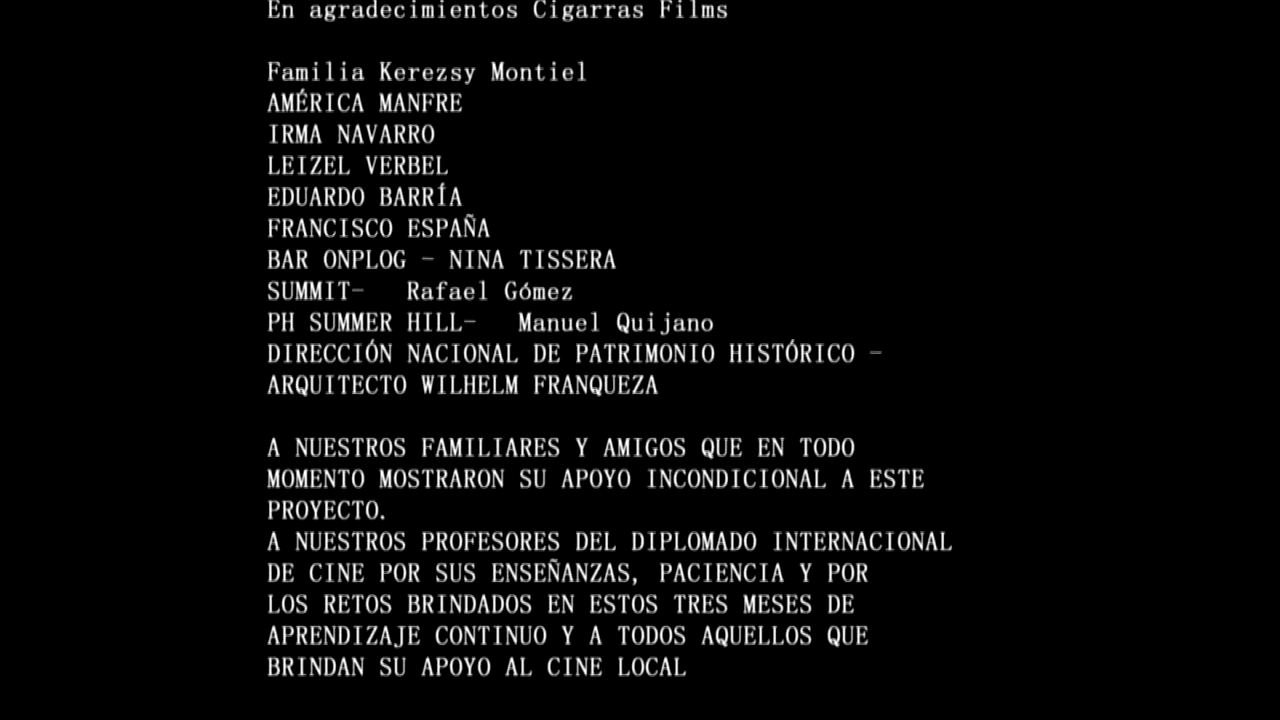 En agradecimientos Cigarras Films
Familia Kerezsy Montiel
AMÉRICA MANFRE
IRMA NAVARRO
LEIZEL VERBEL
EDUARDO BARRÍA
FRANCISCO ESPAÑA
BAR ONPLOG - NINA TISSERA
SUMMIT-   Rafael Gómez
PH SUMMER HILL-   Manuel Quijano
DIRECCIÓN NACIONAL DE PATRIMONIO HISTÓRICO -
ARQUITECTO WILHELM FRANQUEZA
A NUESTROS FAMILIARES Y AMIGOS QUE EN TODO
MOMENTO MOSTRARON SU APOYO INCONDICIONAL A ESTE
PROYECTO.
A NUESTROS PROFESORES DEL DIPLOMADO INTERNACIONAL
DE CINE POR SUS ENSEÑANZAS, PACIENCIA Y POR
LOS RETOS BRINDADOS EN ESTOS TRES MESES DE
APRENDIZAJE CONTINUO Y A TODOS AQUELLOS QUE
BRINDAN SU APOYO AL CINE LOCAL